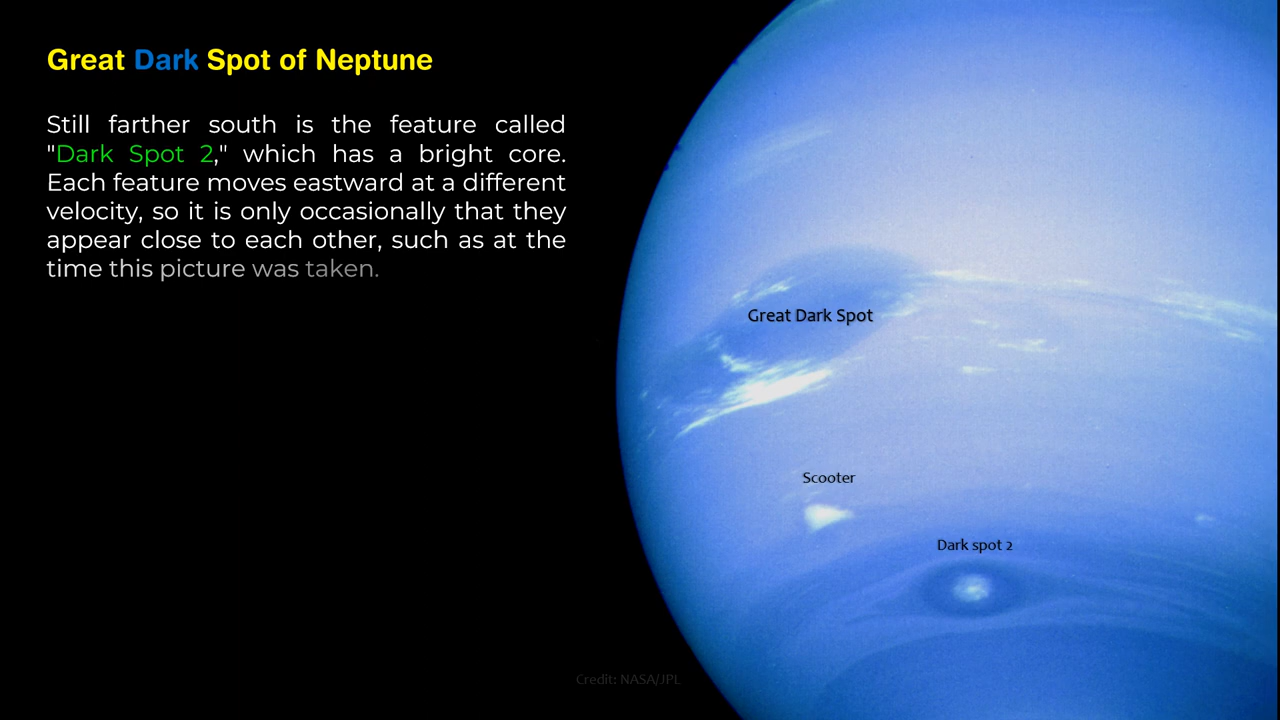 Great Dark Spot of Neptune
Still farther south is the feature called
"Dark Spot 2," which has a bright core.
Each feature moves eastward at a different
velocity, so it is only occasionally that they
appear close to each other, such as at the
time this picture was taken.
Great Dark Spot
Scooter
Dark spot 2
Credit: NASA/JPL